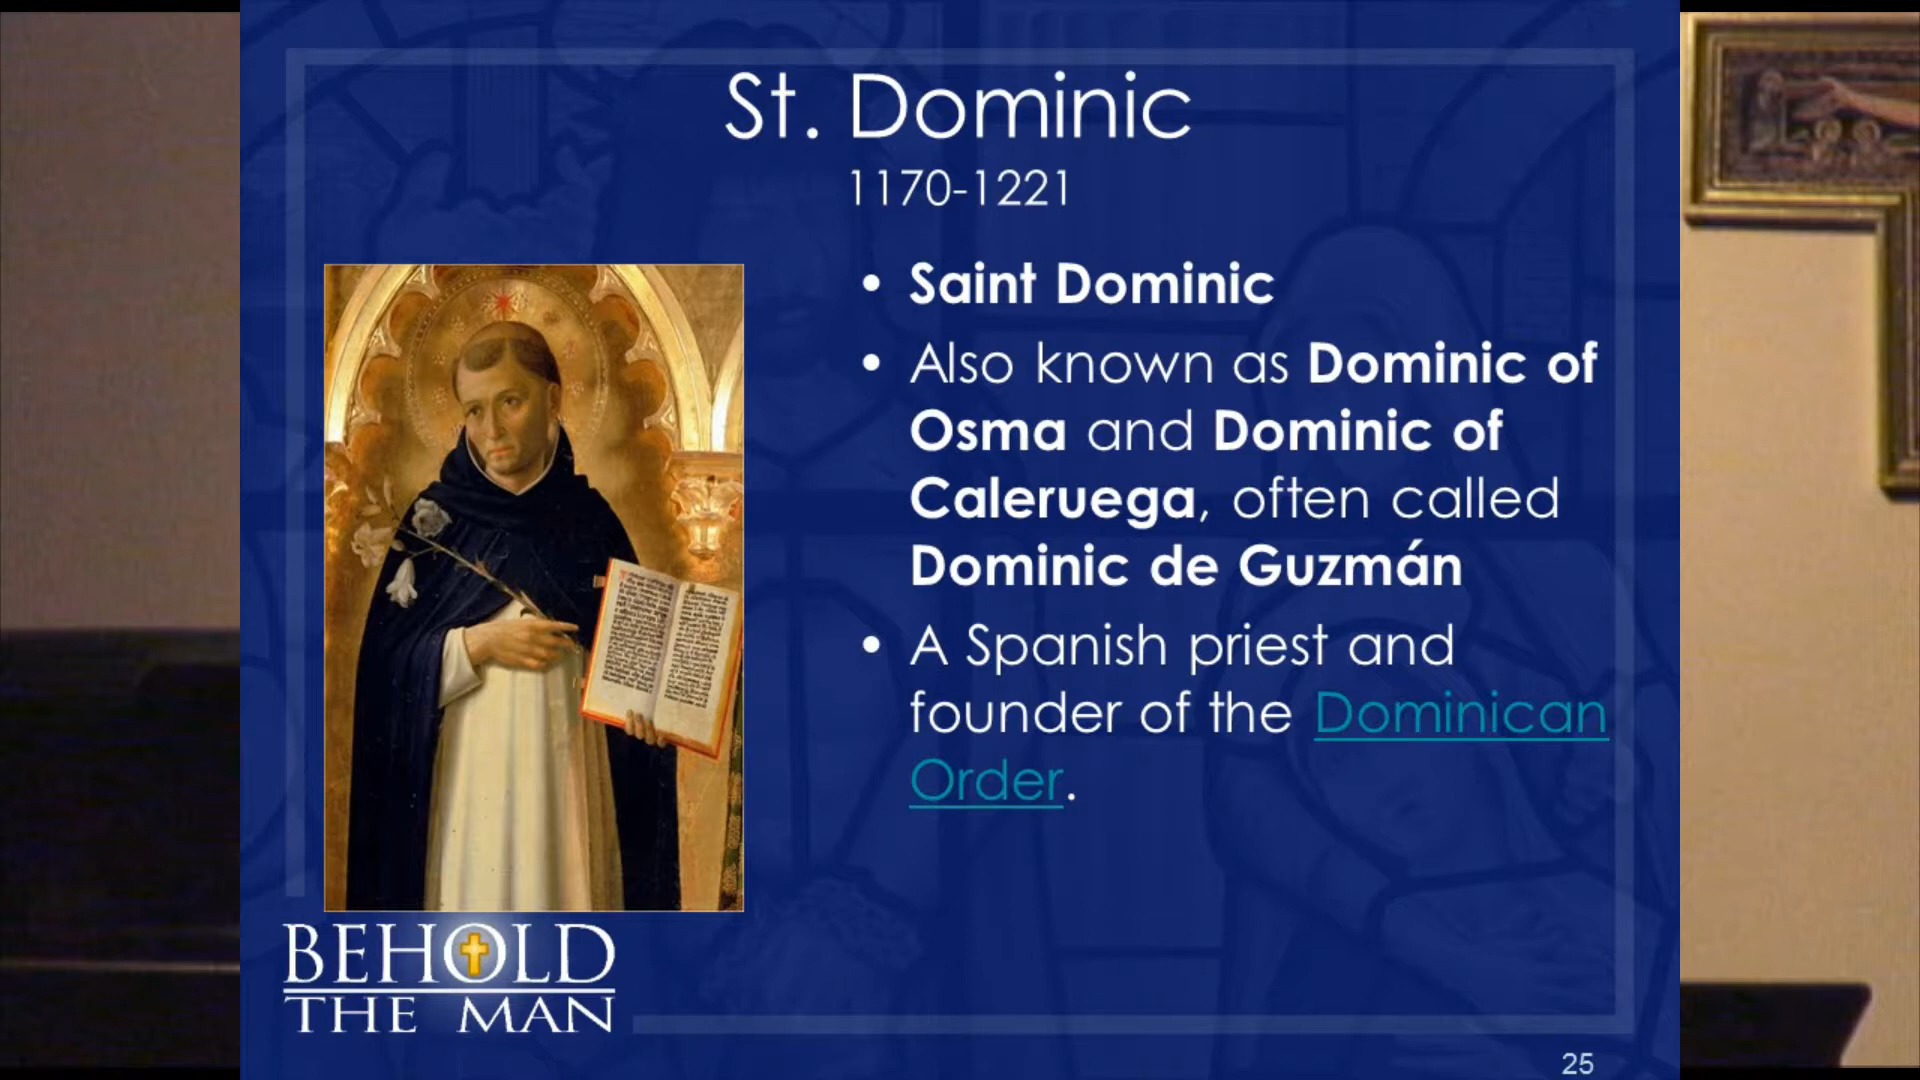 St. Dominic
1170-1221
• Saint Dominic
• Also known as Dominic of
Osma and Dominic of
Caleruega, often called
Dominic de Guzmán
• A Spanish priest and
founder of the Dominican
Order.
BEHOLD
THE MAN
25